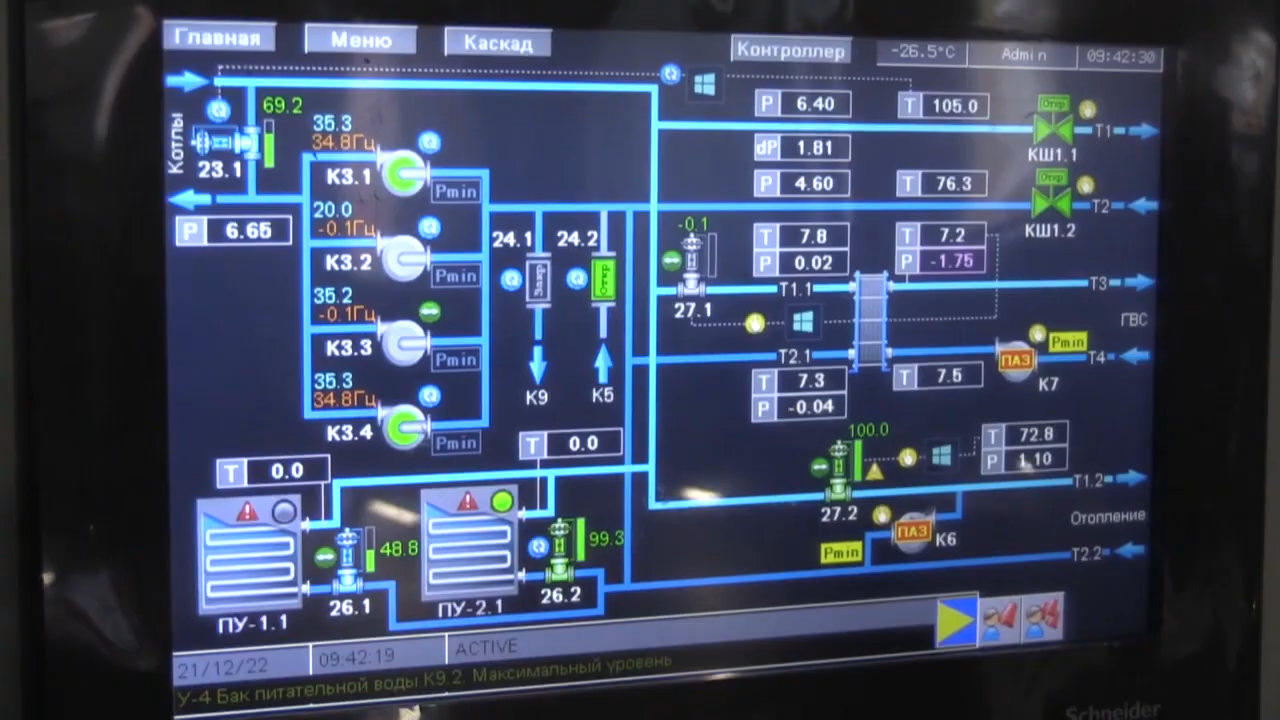 Главная
Меню
Каскад
Контроллер
-26.5°C
Admin
09:42:30
Котлы
69.2
23.1
P 6.65
35.3
34.8Гц
К3.1
Pmin
20.0
-0.1Гц
К3.2
Pmin
35.2
-0.1Гц
К3.3
Pmin
35.3
34.8Гц
К3.4
Pmin
24.1
Закр
К9
24.2
Откр
К5
P 6.40
T 105.0
Откр
КШ1.1
T1
dP 1.81
P 4.60
T 76.3
Откр
КШ1.2
T2
-0.1
27.1
T 7.8
P 0.02
T 7.2
P -1.75
T1.1
T3
ГВС
T2.1
ПАЗ
Pmin
К7
T4
T 7.3
P -0.04
T 7.5
100.0
27.2
T 72.8
P 1.10
T1.2
Отопление
ПАЗ
К6
Pmin
T2.2
T 0.0
T 0.0
ПУ-1.1
48.8
26.1
ПУ-2.1
99.3
26.2
21/12/22
09:42:19
ACTIVE
У-4 Бак питательной воды К9.2. Максимальный уровень
Schneider